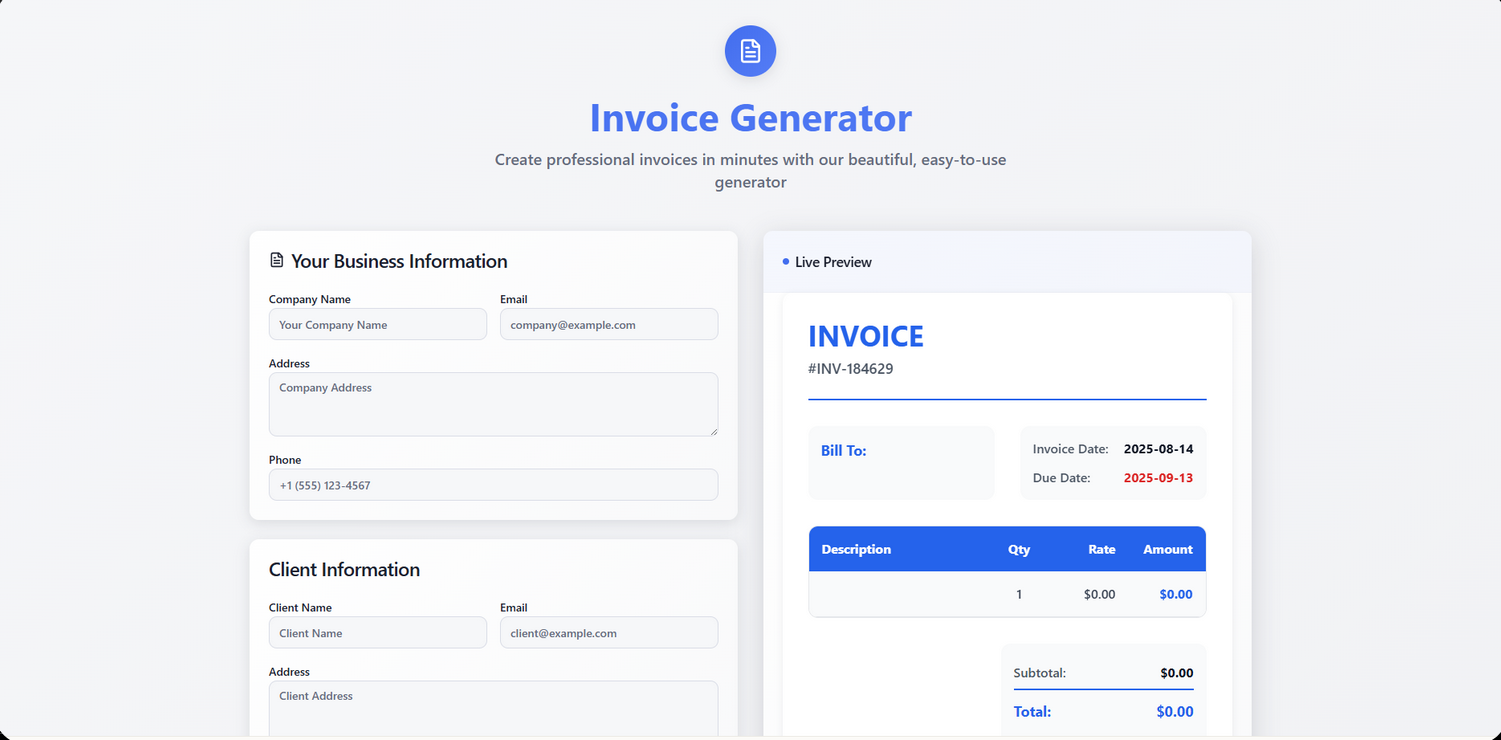 Invoice Generator
Create professional invoices in minutes with our beautiful, easy-to-use
generator
Your Business Information
Company Name
Email
Your Company Name
company@example.com
Address
Company Address
Phone
+1 (555) 123-4567
Client Information
Client Name
Email
Client Name
client@example.com
Address
Client Address
Live Preview
INVOICE
#INV-184629
Bill To:
Invoice Date: 2025-08-14
Due Date: 2025-09-13
Description Qty Rate Amount
1 $0.00 $0.00
Subtotal: $0.00
Total: $0.00